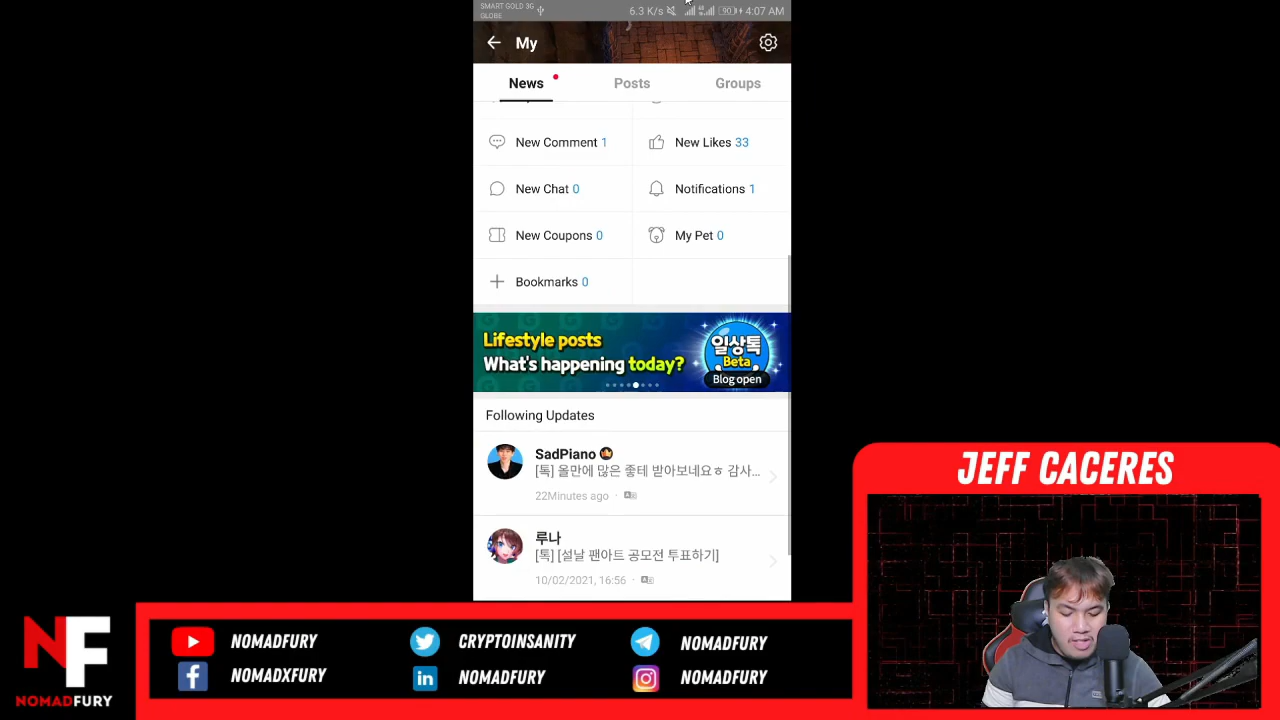 SMART GOLD 3G
GLOBE
6.3 K/s
90
4:07 AM
My
News
Posts
Groups
New Comment 1
New Likes 33
New Chat 0
Notifications 1
New Coupons 0
My Pet 0
Bookmarks 0
Lifestyle posts
What's happening today?
일상톡
Beta
Blog open
Following Updates
SadPiano
[톡] 올만에 많은 좋테 받아보네요ㅎ 감사...
22Minutes ago
루나
[톡] [설날 팬아트 공모전 투표하기]
10/02/2021, 16:56
JEFF CACERES
NF
NOMADFURY
NOMADFURY
CRYPTOINSANITY
NOMADFURY
NOMADXFURY
in
NOMADFURY
NOMADFURY